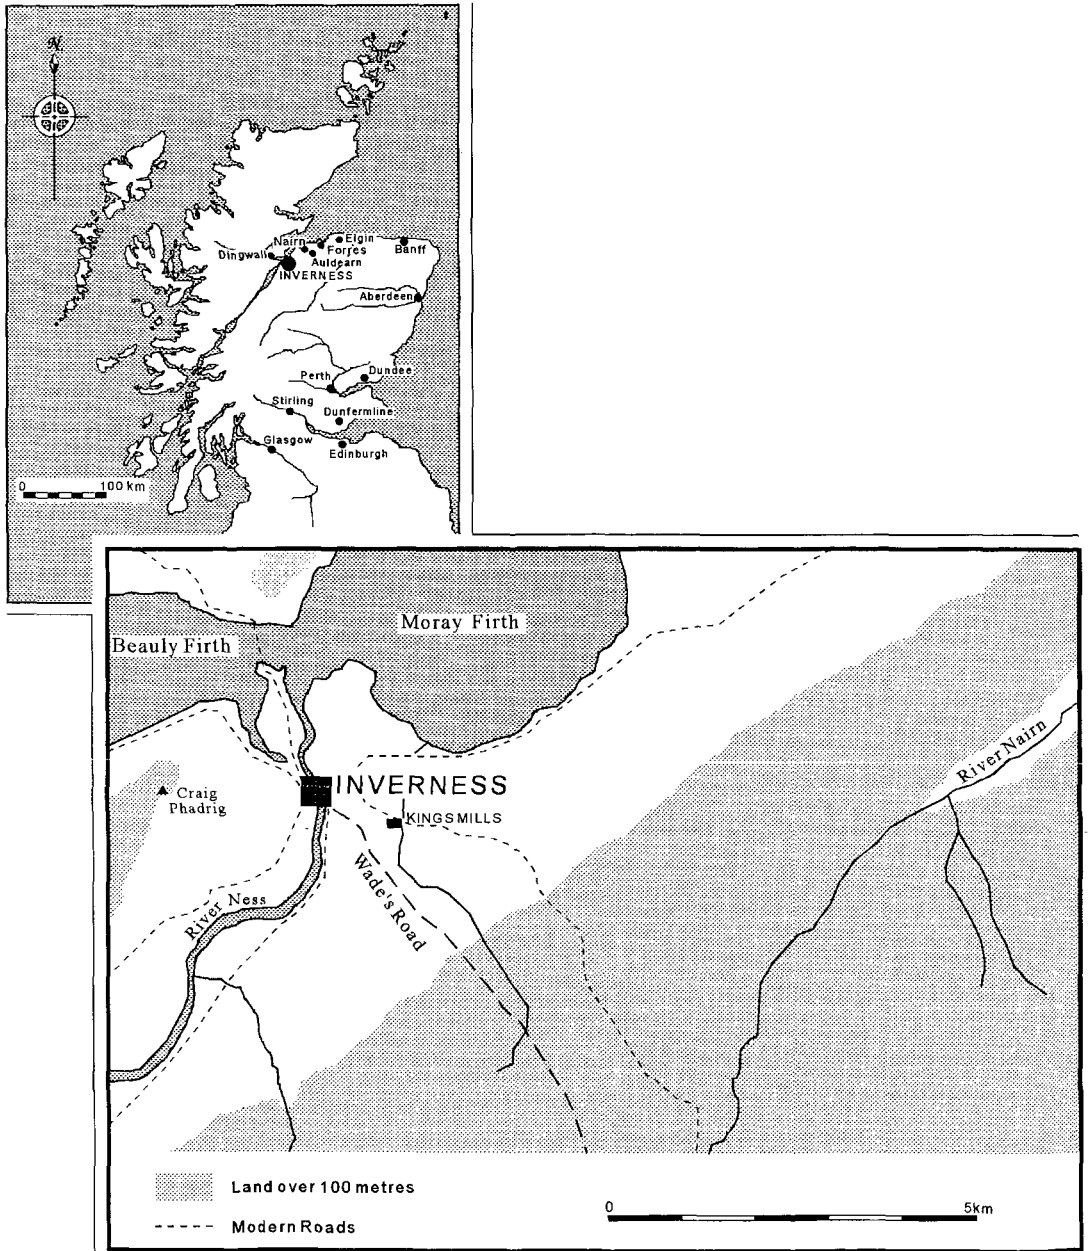 N
Nairn
Elgin
Forres
Banff
Dingwall
Auldearn
INVERNESS
Aberdeen
Perth
Dundee
Stirling
Dunfermline
Glasgow
Edinburgh
0 100 km
Moray Firth
Beauly Firth
River Nairn
INVERNESS
Craig
Phadrig
KINGSMILLS
Wade's Road
River Ness
Land over 100 metres
0 5km
Modern Roads